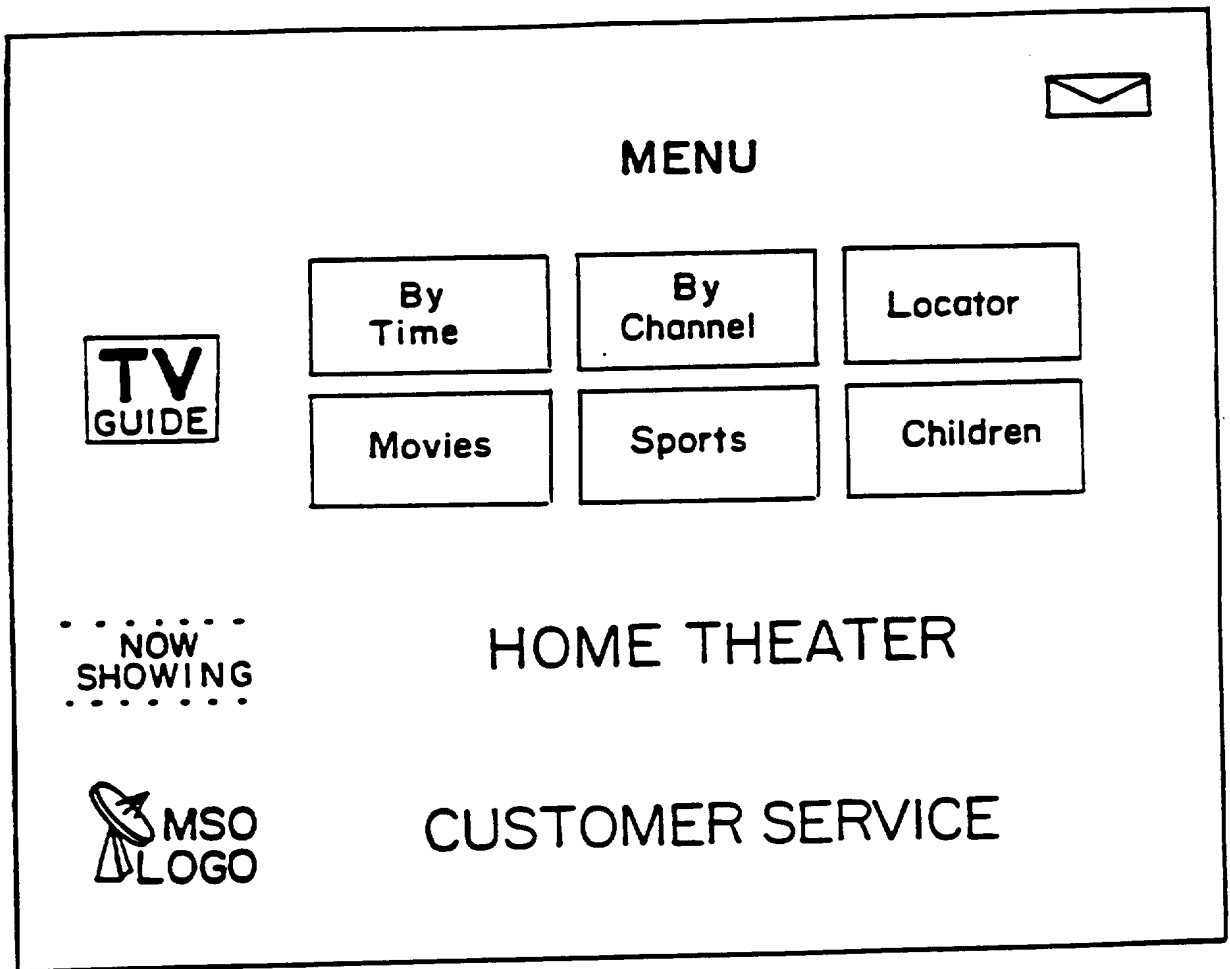 MENU
By
Time
By
Channel
Locator
TV
GUIDE
Movies
Sports
Children
NOW
SHOWING
HOME THEATER
MSO
LOGO
CUSTOMER SERVICE